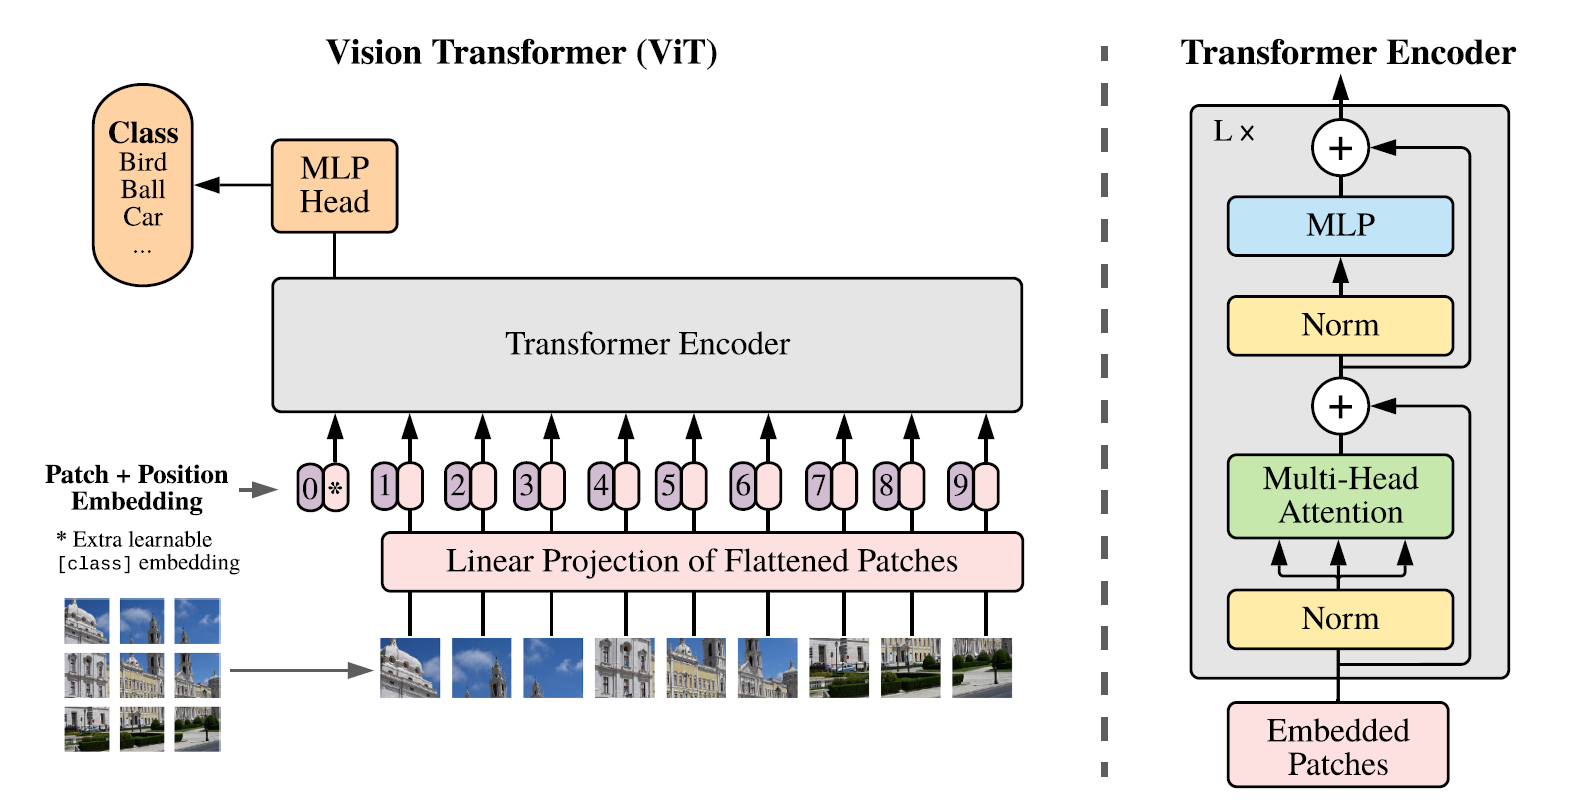 Vision Transformer (ViT)
Class
Bird
Ball
Car
...
MLP
Head
Transformer Encoder
Patch + Position
Embedding
* Extra learnable
[class] embedding
0 * 1 2 3 4 5 6 7 8 9
Linear Projection of Flattened Patches
Transformer Encoder
L x
+
MLP
Norm
+
Multi-Head
Attention
Norm
Embedded
Patches